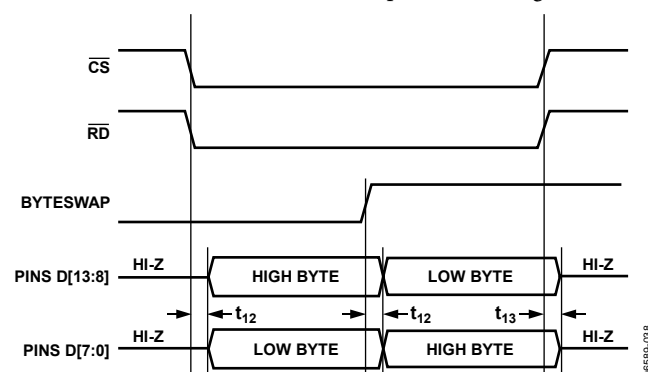 CS
RD
BYTESWAP
PINS D[13:8] HI-Z HIGH BYTE LOW BYTE HI-Z
t12 t12 t13
PINS D[7:0] HI-Z LOW BYTE HIGH BYTE HI-Z